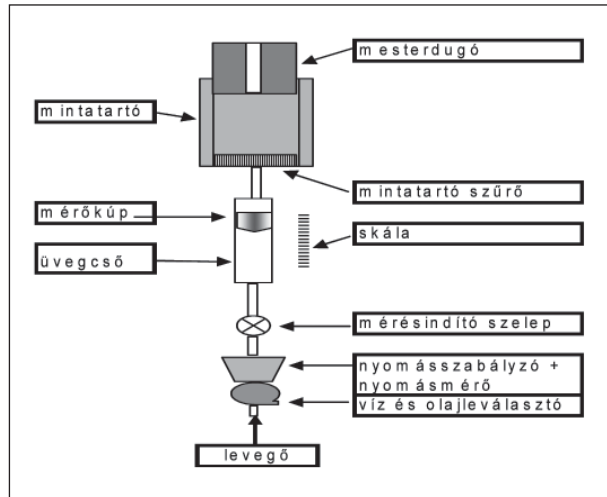 mesterdugó
mintatartó
mintatartó szűrő
mérőkúp
skála
üvegcső
mérésindító szelep
nyomásszabályzó +
nyomásmérő
víz és olajleválasztó
levegő